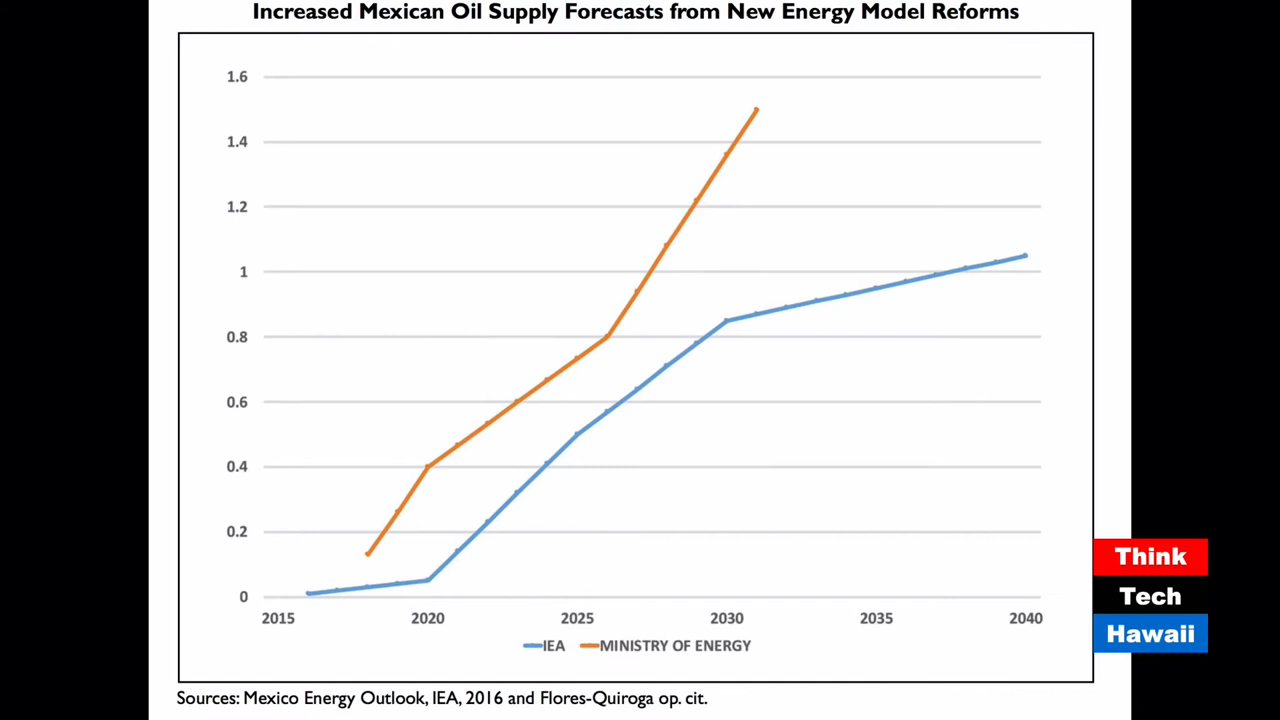 Increased Mexican Oil Supply Forecasts from New Energy Model Reforms
1.6
1.4
1.2
1
0.8
0.6
0.4
0.2
0
2015 2020 2025 2030 2035 2040
IEA MINISTRY OF ENERGY
Sources: Mexico Energy Outlook, IEA, 2016 and Flores-Quiroga op. cit.
Think
Tech
Hawaii